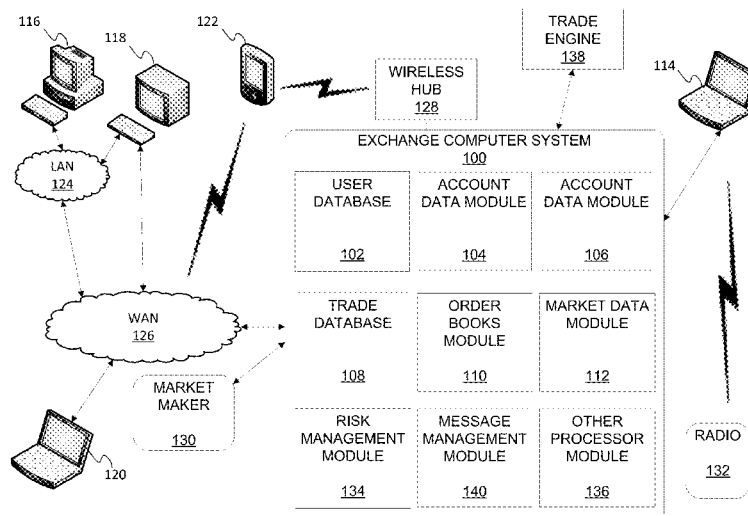 116
118
122
TRADE
ENGINE
138
114
WIRELESS
HUB
128
EXCHANGE COMPUTER SYSTEM
100
LAN
124
USER
DATABASE
102
ACCOUNT
DATA MODULE
104
ACCOUNT
DATA MODULE
106
WAN
126
TRADE
DATABASE
108
ORDER
BOOKS
MODULE
110
MARKET DATA
MODULE
112
MARKET
MAKER
130
RISK
MANAGEMENT
MODULE
134
MESSAGE
MANAGEMENT
MODULE
140
OTHER
PROCESSOR
MODULE
136
RADIO
132
120